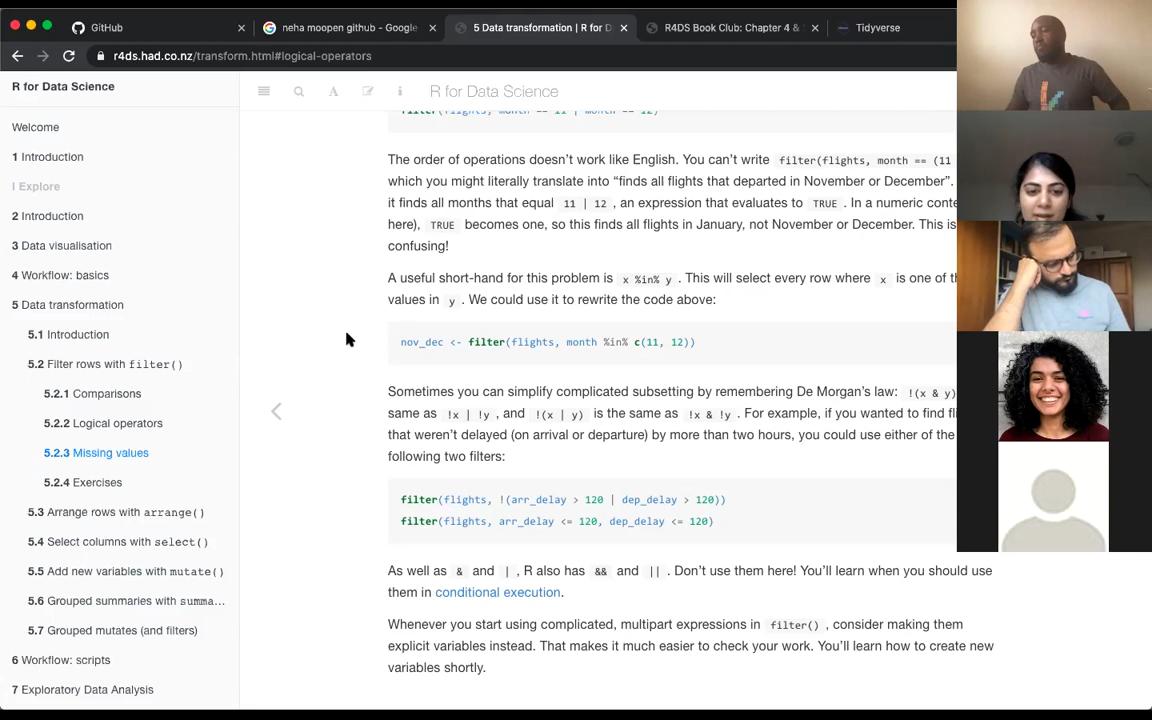 GitHub
neha moopen github - Google
5 Data transformation | R for D
R4DS Book Club: Chapter 4 &
Tidyverse
r4ds.had.co.nz/transform.html#logical-operators
R for Data Science
Welcome
1 Introduction
I Explore
2 Introduction
3 Data visualisation
4 Workflow: basics
5 Data transformation
5.1 Introduction
5.2 Filter rows with filter()
5.2.1 Comparisons
5.2.2 Logical operators
5.2.3 Missing values
5.2.4 Exercises
5.3 Arrange rows with arrange()
5.4 Select columns with select()
5.5 Add new variables with mutate()
5.6 Grouped summaries with summa…
5.7 Grouped mutates (and filters)
6 Workflow: scripts
7 Exploratory Data Analysis
R for Data Science
filter(flights, month == 11 | month == 12)
The order of operations doesn't work like English. You can't write filter(flights, month == (11
which you might literally translate into “finds all flights that departed in November or December”.
it finds all months that equal 11 | 12 , an expression that evaluates to TRUE . In a numeric conte
here), TRUE becomes one, so this finds all flights in January, not November or December. This is
confusing!
A useful short-hand for this problem is x %in% y . This will select every row where x is one of th
values in y . We could use it to rewrite the code above:
nov_dec <- filter(flights, month %in% c(11, 12))
Sometimes you can simplify complicated subsetting by remembering De Morgan's law: !(x & y)
same as !x | !y , and !(x | y) is the same as !x & !y . For example, if you wanted to find fli
that weren't delayed (on arrival or departure) by more than two hours, you could use either of the
following two filters:
filter(flights, !(arr_delay > 120 | dep_delay > 120))
filter(flights, arr_delay <= 120, dep_delay <= 120)
As well as & and | , R also has && and || . Don't use them here! You'll learn when you should use
them in conditional execution.
Whenever you start using complicated, multipart expressions in filter() , consider making them
explicit variables instead. That makes it much easier to check your work. You'll learn how to create new
variables shortly.